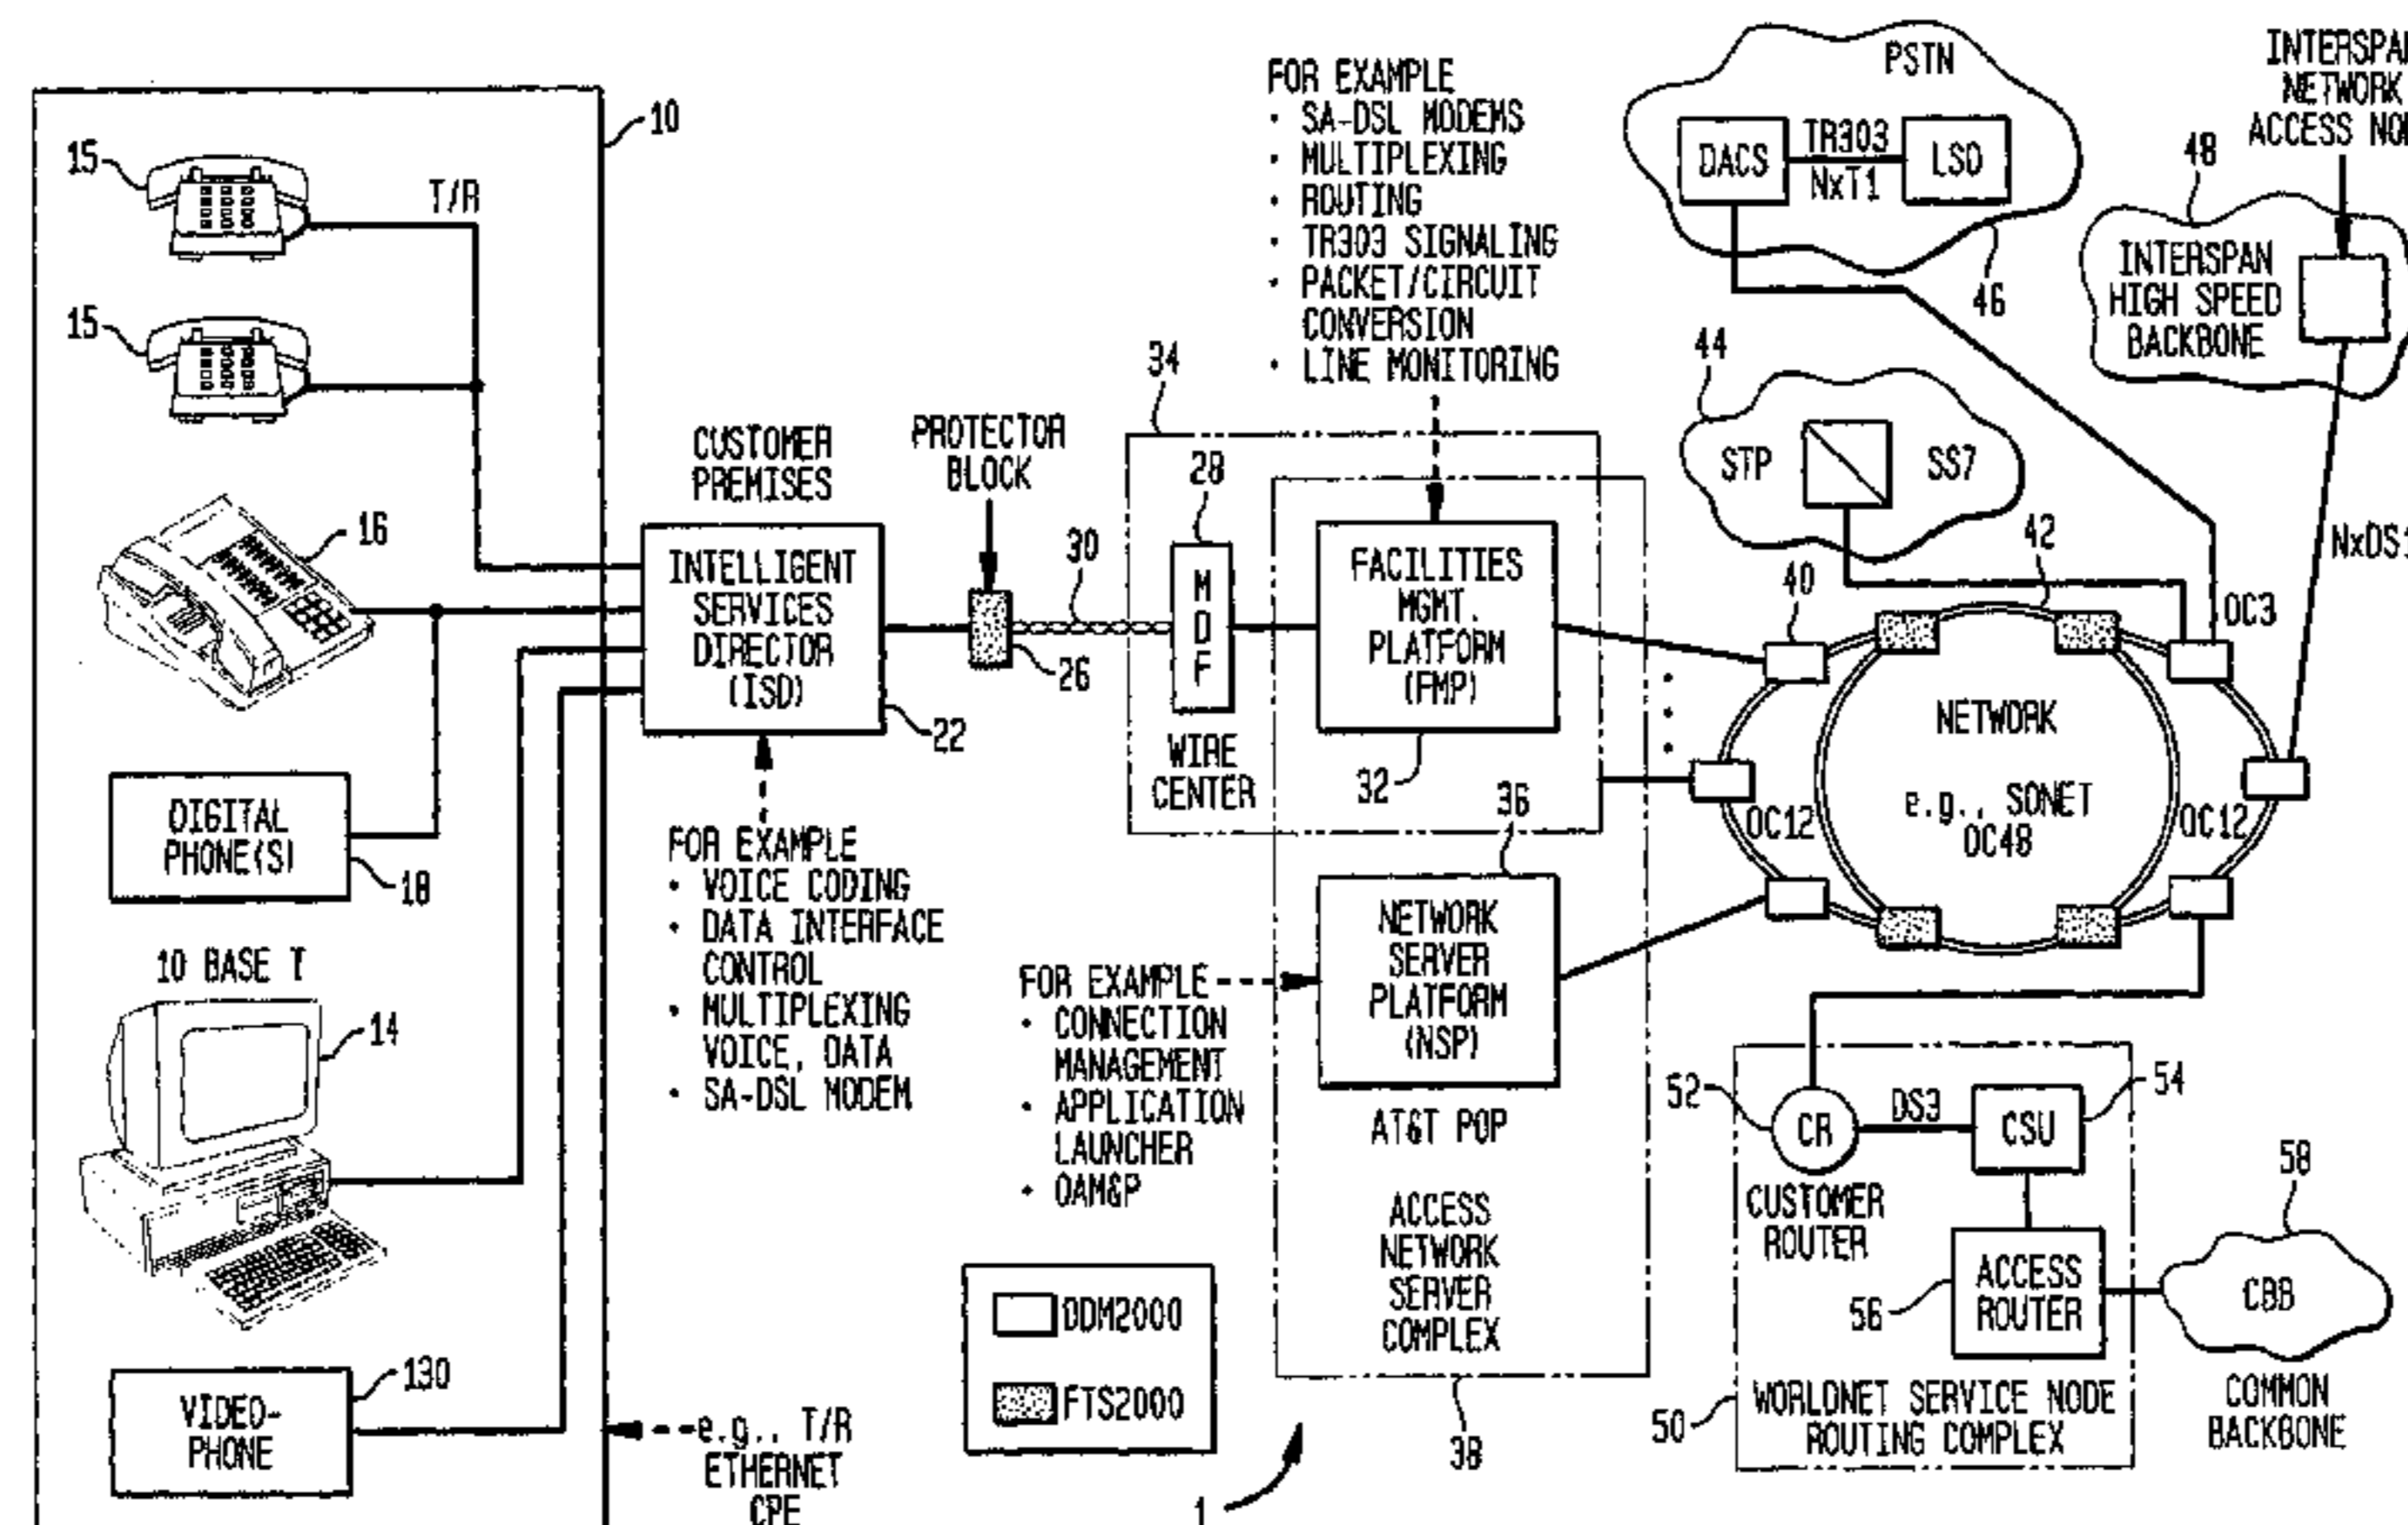 10
15
T/R
15
16
DIGITAL
PHONE(S)
18
10 BASE T
14
VIDEO-
PHONE
130
e.g., T/R
ETHERNET
CPE
CUSTOMER
PREMISES
INTELLIGENT
SERVICES
DIRECTOR
(ISD)
22
FOR EXAMPLE
• VOICE CODING
• DATA INTERFACE
CONTROL
• MULTIPLEXING
VOICE, DATA
• SA-DSL MODEM
PROTECTOR
BLOCK
26
30
34
28
MDF
WIRE
CENTER
FOR EXAMPLE
• SA-DSL MODEMS
• MULTIPLEXING
• ROUTING
• TR303 SIGNALING
• PACKET/CIRCUIT
CONVERSION
• LINE MONITORING
FACILITIES
MGMT.
PLATFORM
(FMP)
32
36
NETWORK
SERVER
PLATFORM
(NSP)
FOR EXAMPLE
• CONNECTION
MANAGEMENT
• APPLICATION
LAUNCHER
• OAM&P
AT&T POP
ACCESS
NETWORK
SERVER
COMPLEX
38
DDM2000
FTS2000
1
PSTN
DACS
TR303
NxT1
LSO
46
INTERSPAN
NETWORK
ACCESS
48
INTERSPAN
HIGH SPEED
BACKBONE
44
STP
SS7
42
40
OC3
NxDS1
NETWORK
e.g., SONET
OC48
OC12
OC12
52
CR
DS3
CSU
54
CUSTOMER
ROUTER
ACCESS
ROUTER
56
58
CBB
COMMON
BACKBONE
50
WORLDNET SERVICE NODE
ROUTING COMPLEX